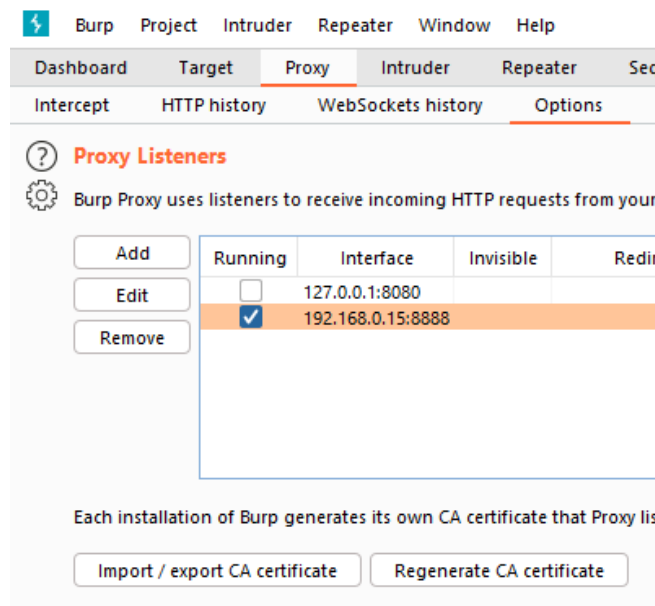 Burp Project Intruder Repeater Window Help
Dashboard Target Proxy Intruder Repeater
Intercept HTTP history WebSockets history Options
? Proxy Listeners
Burp Proxy uses listeners to receive incoming HTTP requests from your
Add
Edit
Remove
Running Interface Invisible
127.0.0.1:8080
192.168.0.15:8888
Each installation of Burp generates its own CA certificate that Proxy
Import / export CA certificate Regenerate CA certificate